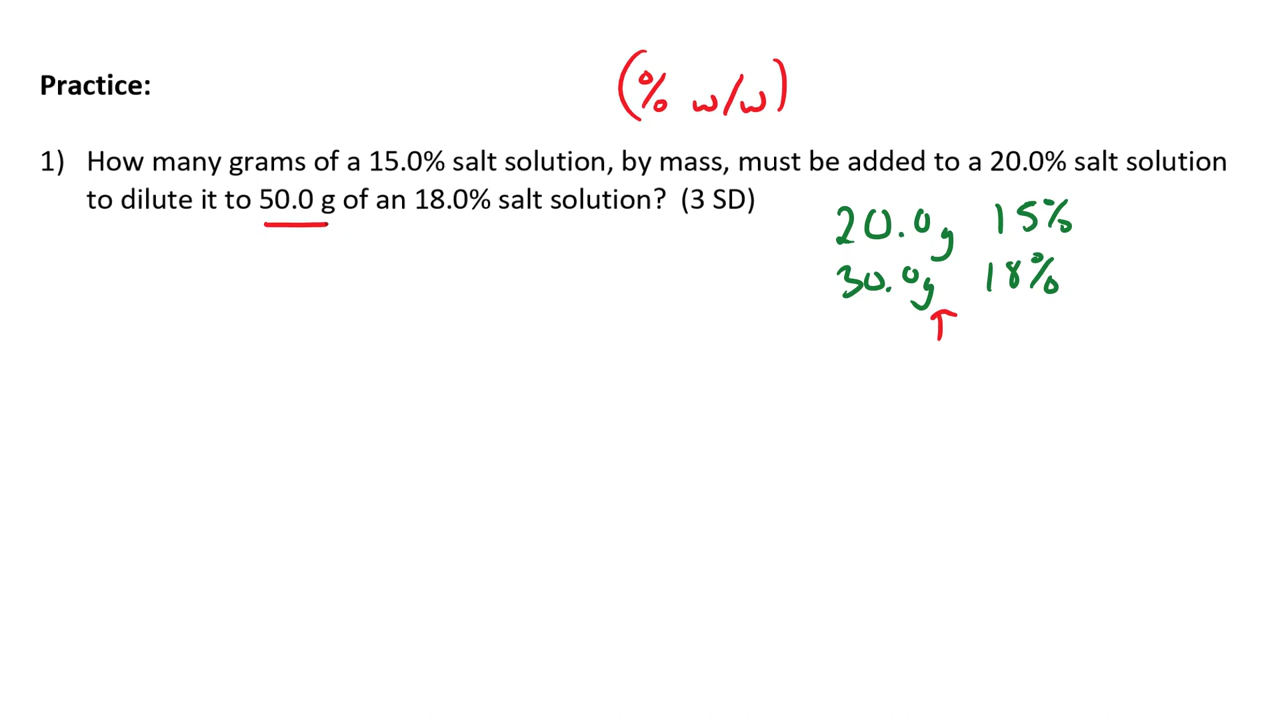 Practice:
(% w/w)
1) How many grams of a 15.0% salt solution, by mass, must be added to a 20.0% salt solution
to dilute it to 50.0 g of an 18.0% salt solution? (3 SD)
20.0g 15%
30.0g 18%